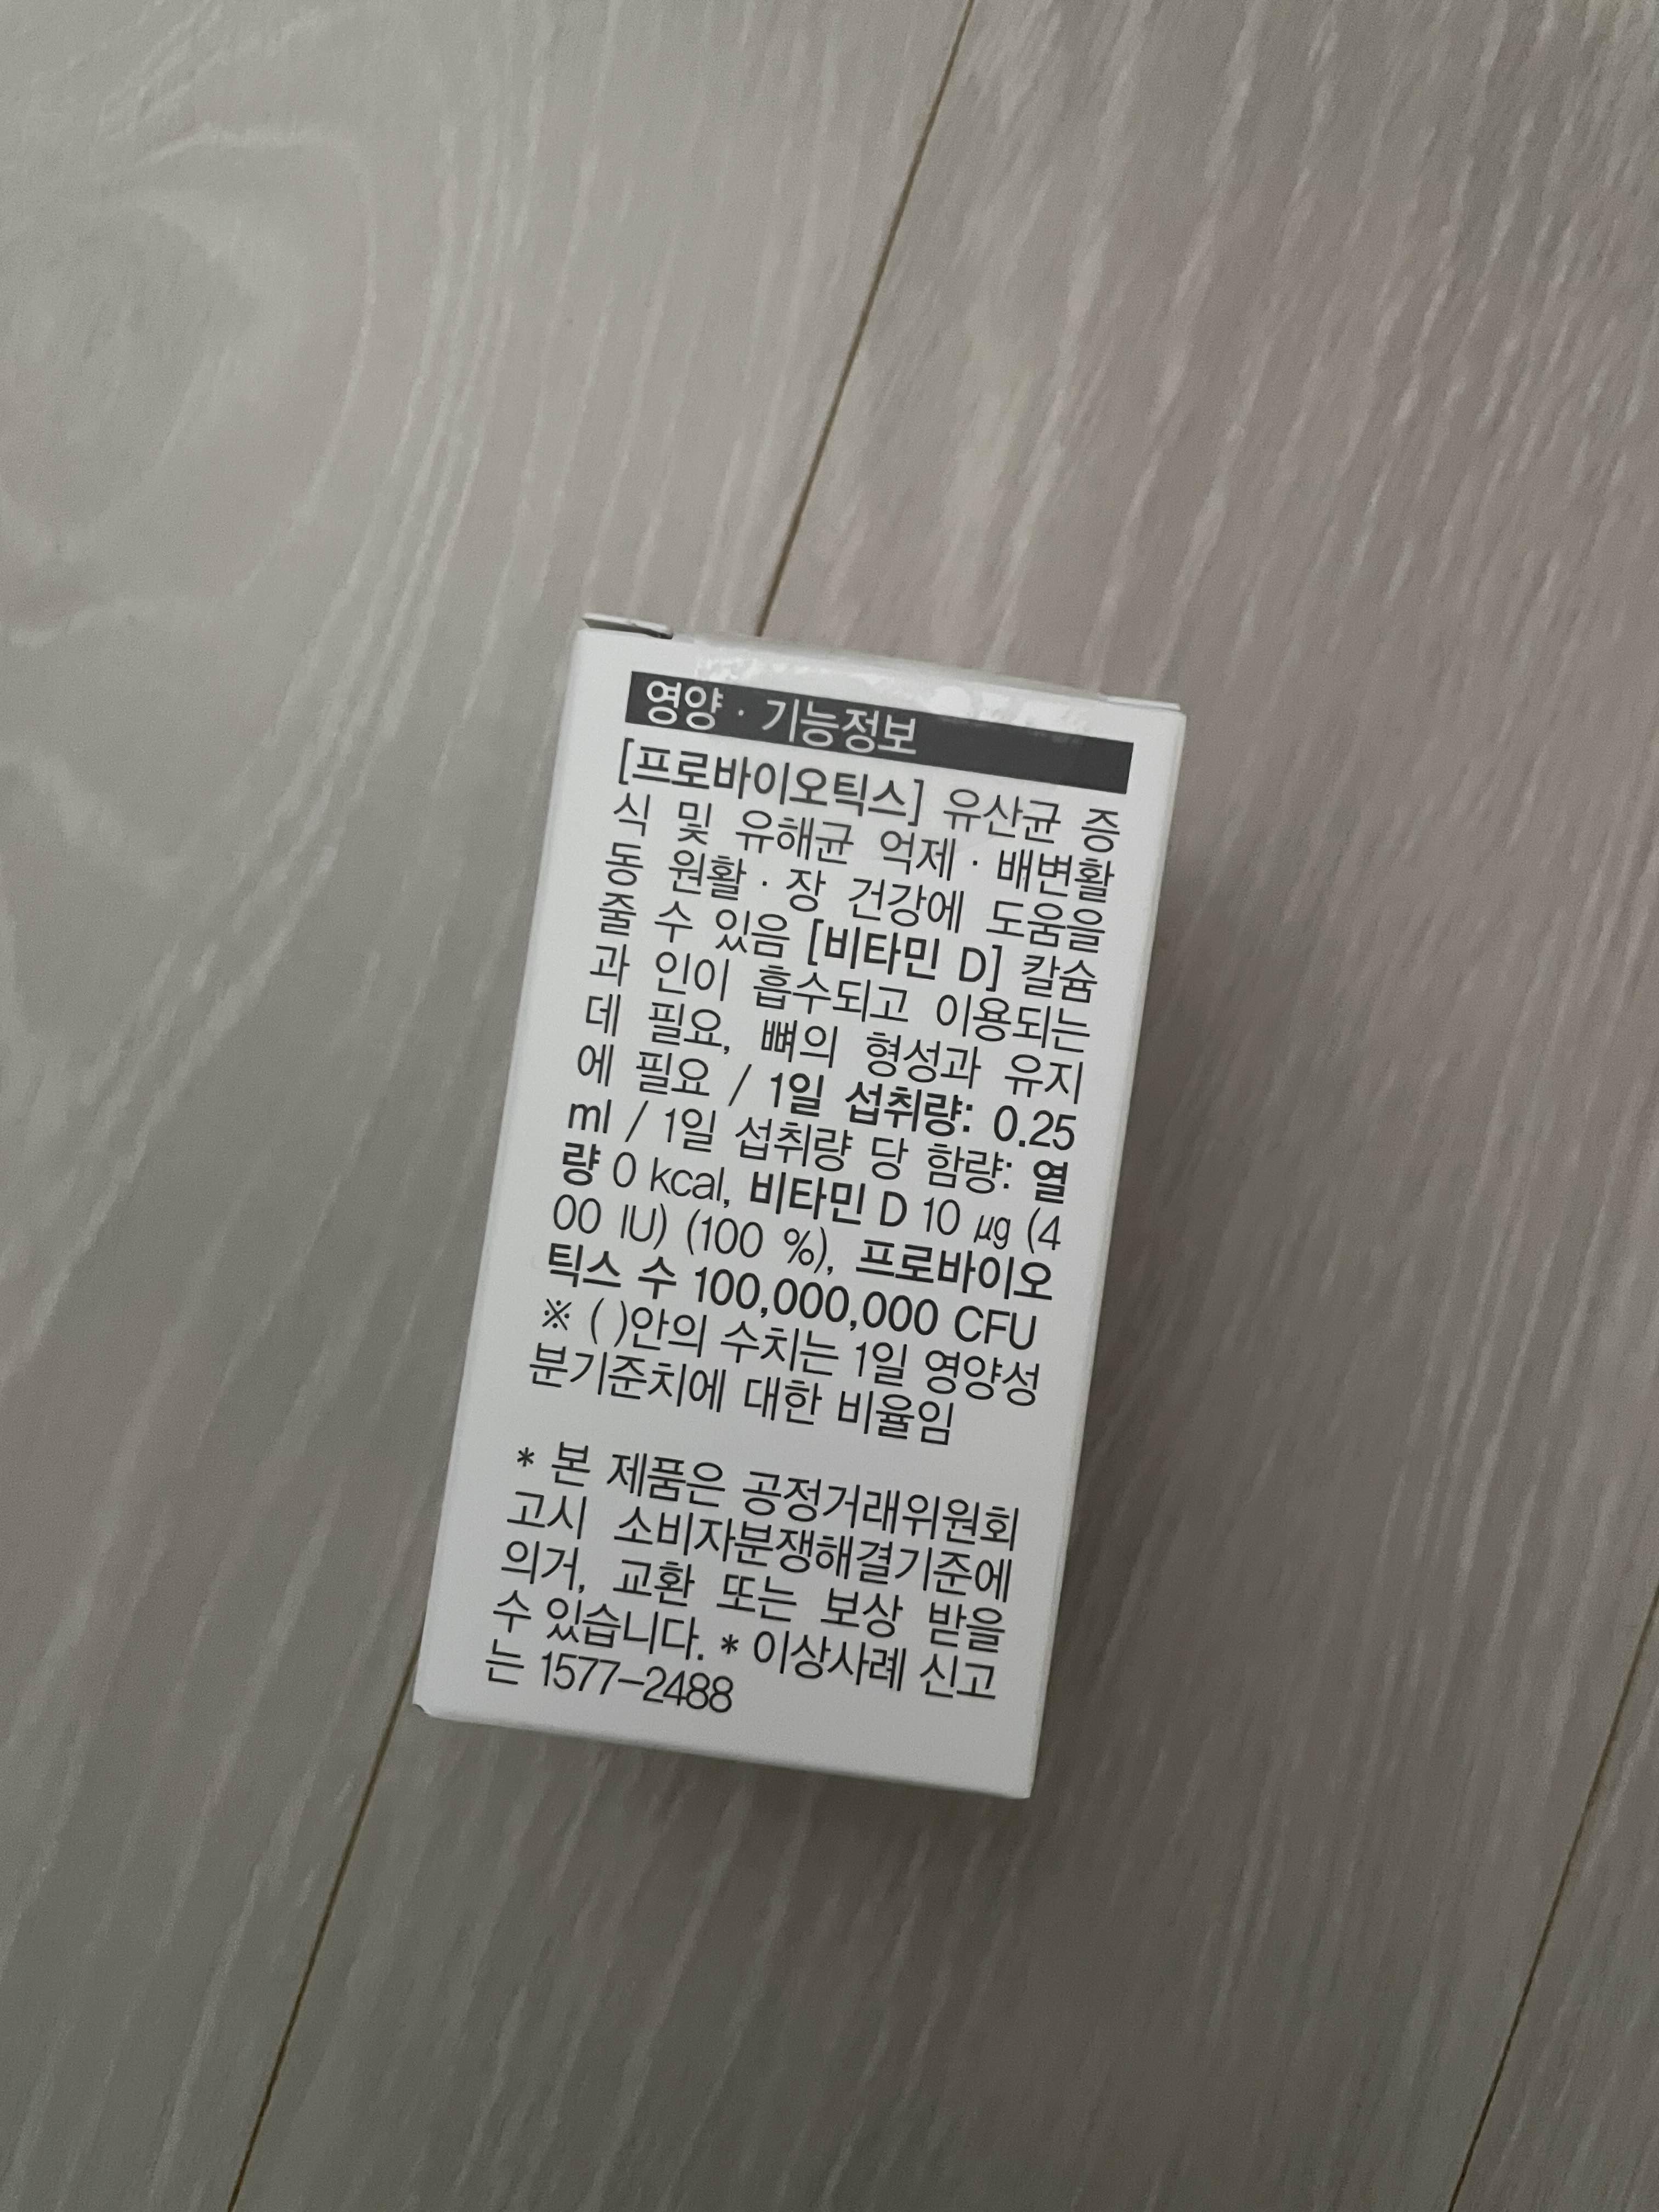 영양 · 기능정보
[프로바이오틱스] 유산균 증
식 및 유해균 억제 · 배변활
동 원활 · 장 건강에 도움을
줄 수 있음 [비타민 D] 칼슘
과 인이 흡수되고 이용되는
데 필요, 뼈의 형성과 유지
에 필요 / 1일 섭취량: 0.25
ml / 1일 섭취량 당 함량: 열
량 0 kcal, 비타민 D 10 ㎍ (4
00 IU) (100 %), 프로바이오
틱스 수 100,000,000 CFU
※ ( )안의 수치는 1일 영양성
분기준치에 대한 비율임
* 본 제품은 공정거래위원회
고시 소비자분쟁해결기준에
의거, 교환 또는 보상 받을
수 있습니다. * 이상사례 신고
는 1577-2488